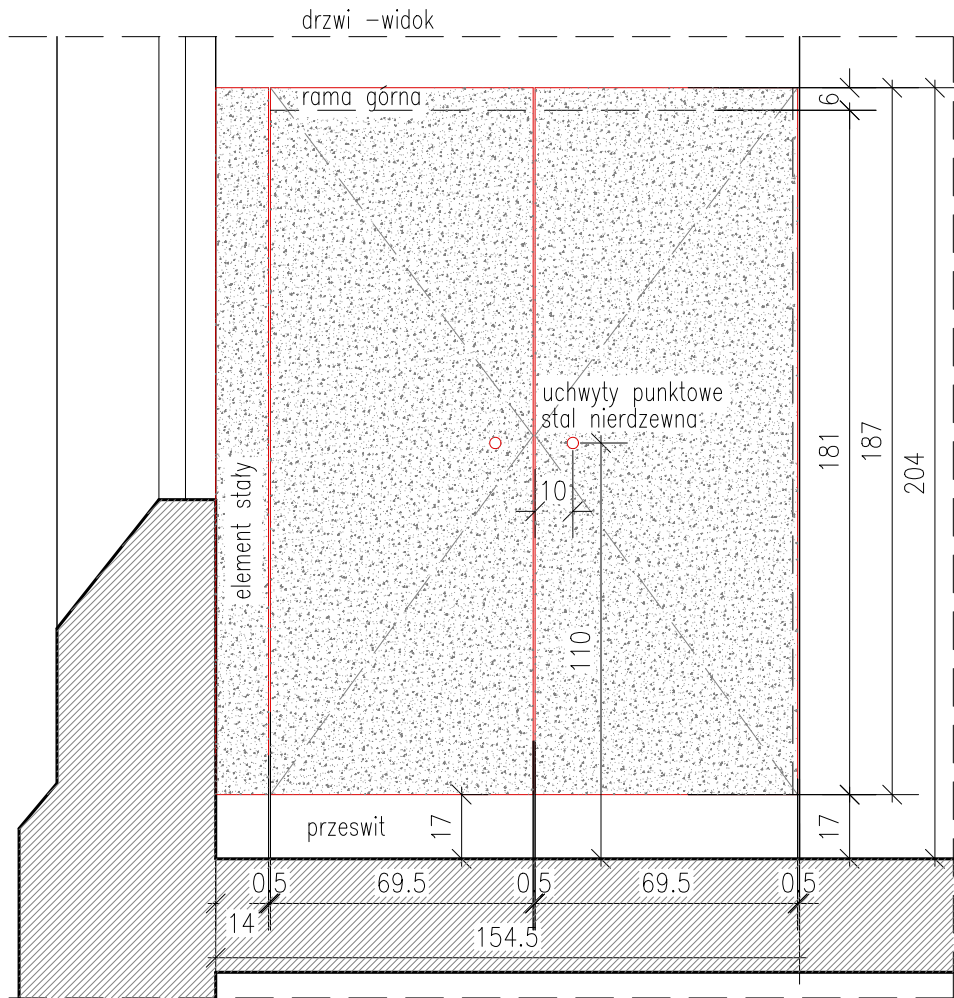 drzwi -widok
rama górna
6
uchwyty punktowe
stal nierdzewna
181
187
204
10
element stały
110
przeswit
17
17
0.5
69.5
0.5
69.5
0.5
14
154.5